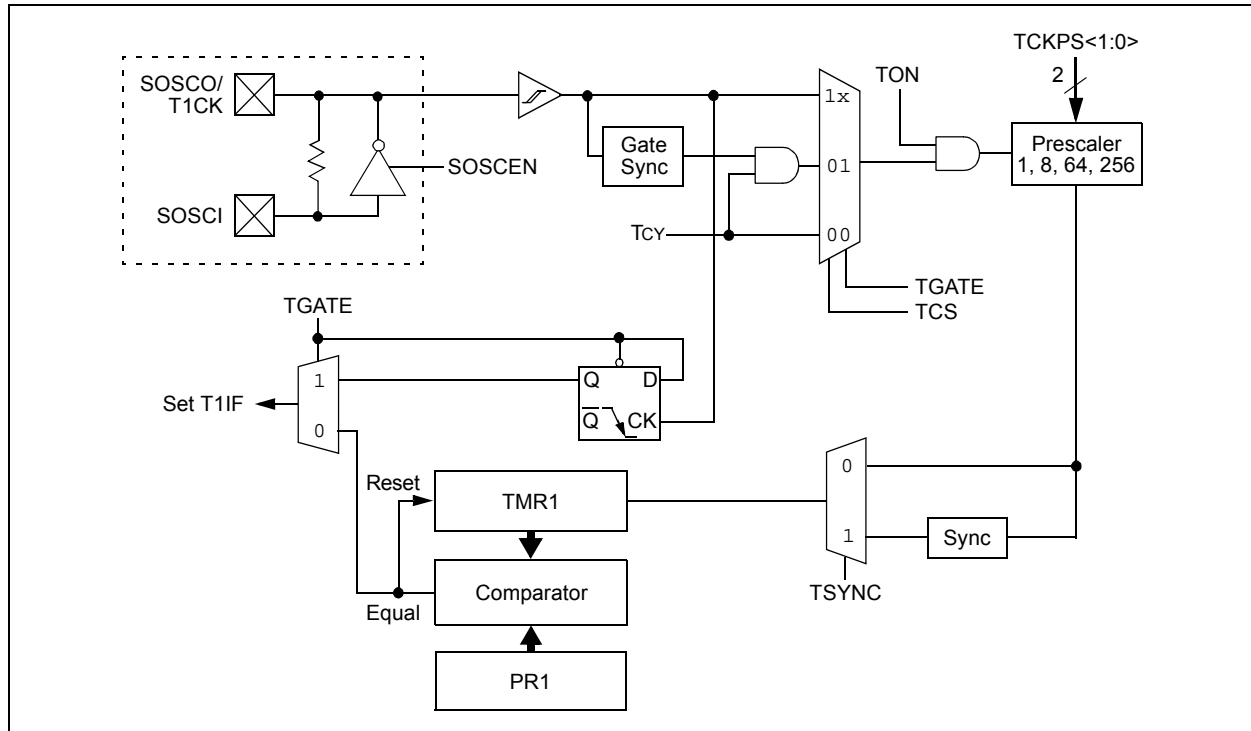 TCKPS<1:0>
SOSCO/
T1CK
TON
2
1x
Prescaler
1, 8, 64, 256
Gate
Sync
SOSCEN
01
SOSCI
TCY
00
TGATE
TCS
TGATE
1
Q
D
Set T1IF
Q
CK
0
Reset
TMR1
0
1
Sync
Equal
Comparator
TSYNC
PR1